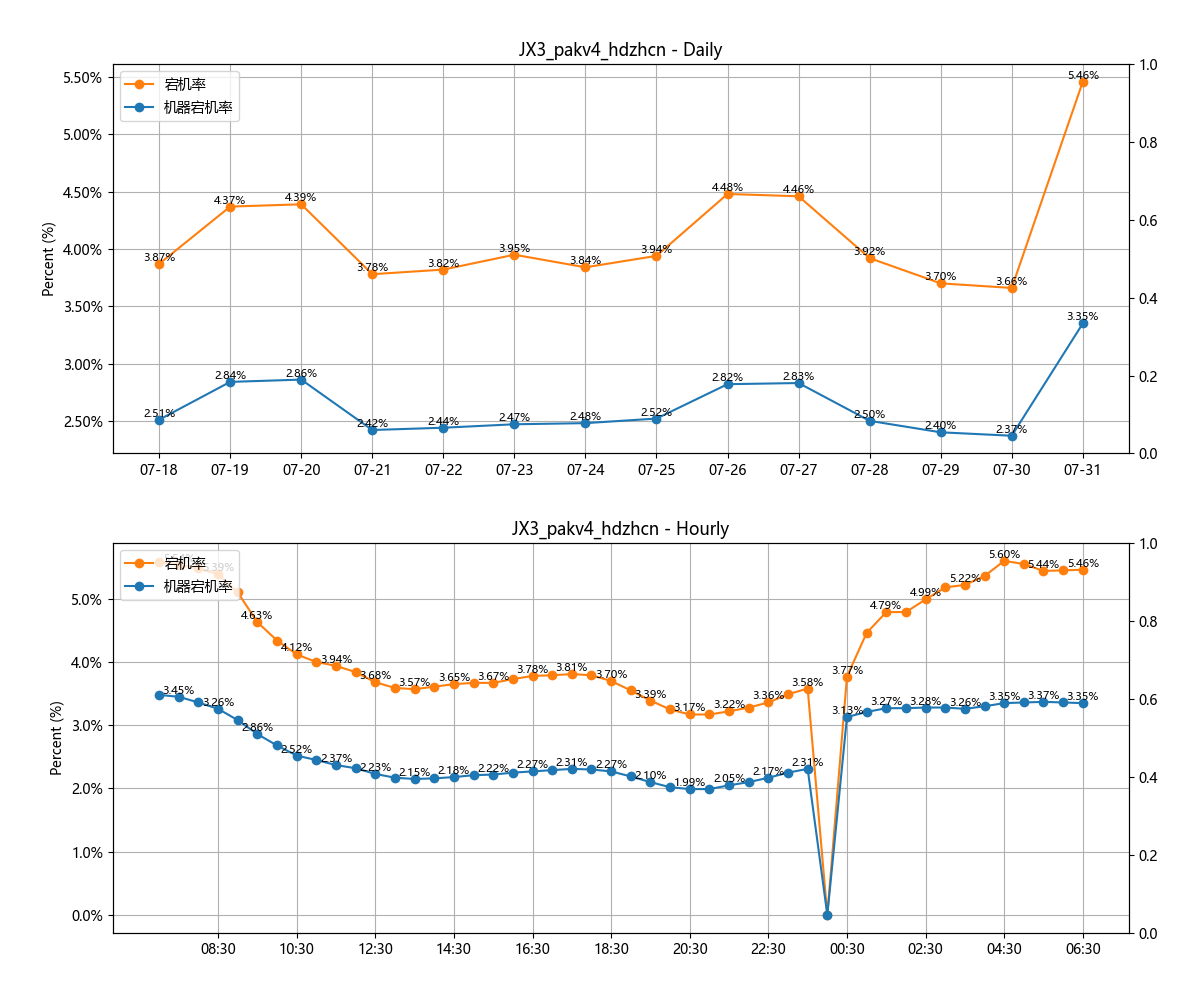 JX3_pakv4_hdzhcn - Daily
宕机率
机器宕机率
Percent (%)
5.50%
5.00%
4.50%
4.00%
3.50%
3.00%
2.50%
1.0
0.8
0.6
0.4
0.2
0.0
3.87% 4.37% 4.39% 3.78% 3.82% 3.95% 3.84% 3.94% 4.48% 4.46% 3.92% 3.70% 3.66% 5.46%
2.51% 2.84% 2.86% 2.42% 2.44% 2.47% 2.48% 2.52% 2.82% 2.83% 2.50% 2.40% 2.37% 3.35%
07-18 07-19 07-20 07-21 07-22 07-23 07-24 07-25 07-26 07-27 07-28 07-29 07-30 07-31
JX3_pakv4_hdzhcn - Hourly
宕机率
机器宕机率
Percent (%)
5.0%
4.0%
3.0%
2.0%
1.0%
0.0%
1.0
0.8
0.6
0.4
0.2
0.0
5.39% 4.63% 4.12% 3.94% 3.68% 3.57% 3.65% 3.67% 3.78% 3.81% 3.70% 3.39% 3.17% 3.22% 3.36% 3.58% 3.77% 4.79% 4.99% 5.22% 5.60% 5.44% 5.46%
3.45% 3.26% 2.86% 2.52% 2.37% 2.23% 2.15% 2.18% 2.22% 2.27% 2.31% 2.27% 2.10% 1.99% 2.05% 2.17% 2.31% 3.13% 3.27% 3.28% 3.26% 3.35% 3.37% 3.35%
08:30 10:30 12:30 14:30 16:30 18:30 20:30 22:30 00:30 02:30 04:30 06:30